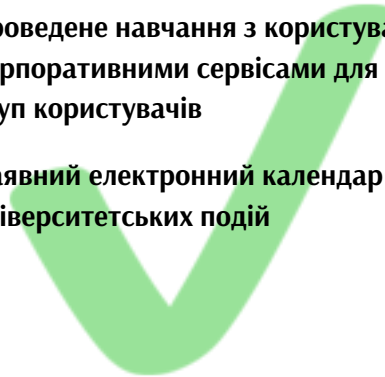 роведене навчання з користува
рпоративними сервісами для
уп користувачів
аявний електронний календар
іверситетських подій